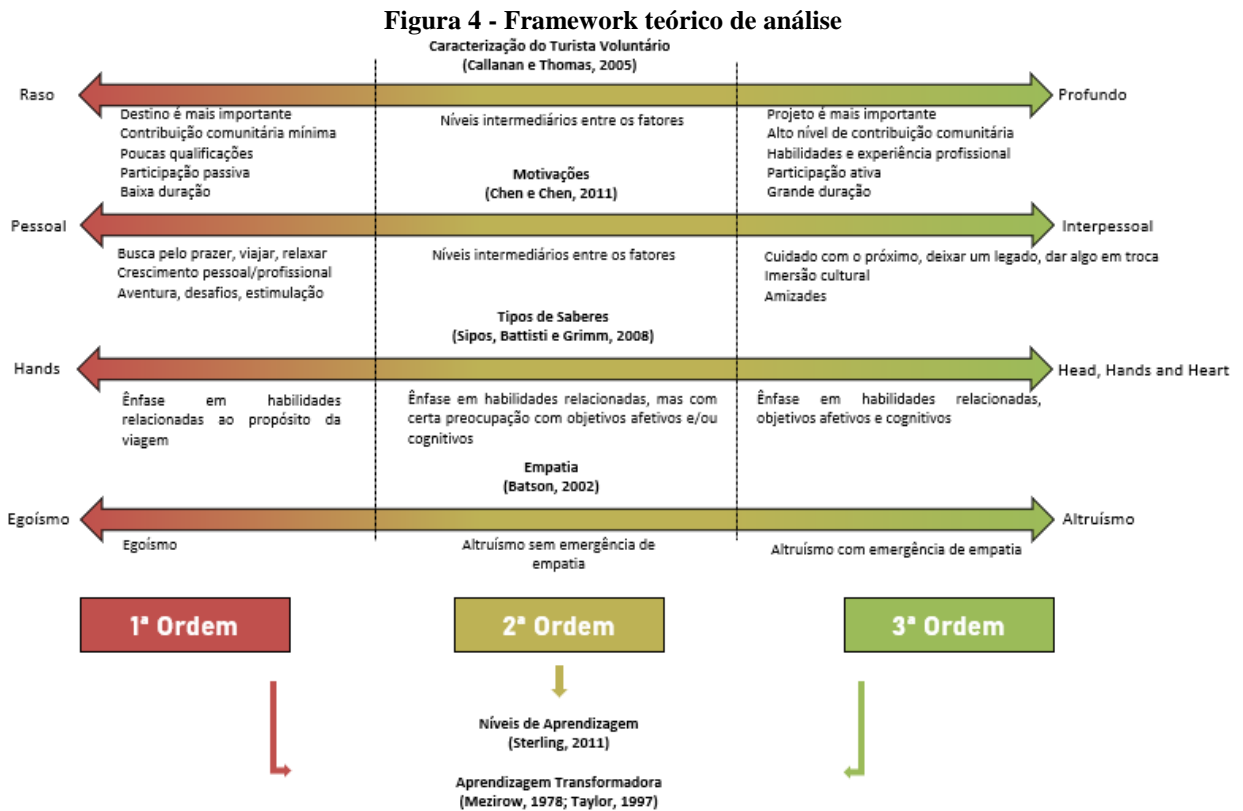 Figura 4 - Framework teórico de análise
Caracterização do Turista Voluntário
(Callanan e Thomas, 2005)
Raso
Profundo
Destino é mais importante
Contribuição comunitária mínima
Poucas qualificações
Participação passiva
Baixa duração
Níveis intermediários entre os fatores
Projeto é mais importante
Alto nível de contribuição comunitária
Habilidades e experiência profissional
Participação ativa
Grande duração
Motivações
(Chen e Chen, 2011)
Pessoal
Interpessoal
Busca pelo prazer, viajar, relaxar
Crescimento pessoal/profissional
Aventura, desafios, estimulação
Níveis intermediários entre os fatores
Cuidado com o próximo, deixar um legado, dar algo em troca
Imersão cultural
Amizades
Tipos de Saberes
(Sipos, Battisti e Grimm, 2008)
Hands
Head, Hands and Heart
Ênfase em habilidades
relacionadas ao propósito da
viagem
Ênfase em habilidades relacionadas, mas com
certa preocupação com objetivos afetivos e/ou
cognitivos
Ênfase em habilidades relacionadas,
objetivos afetivos e cognitivos
Empatia
(Batson, 2002)
Egoísmo
Altruísmo
Egoísmo
Altruísmo sem emergência de
empatia
Altruísmo com emergência de empatia
1ª Ordem
2ª Ordem
3ª Ordem
Níveis de Aprendizagem
(Sterling, 2011)
Aprendizagem Transformadora
(Mezirow, 1978; Taylor, 1997)